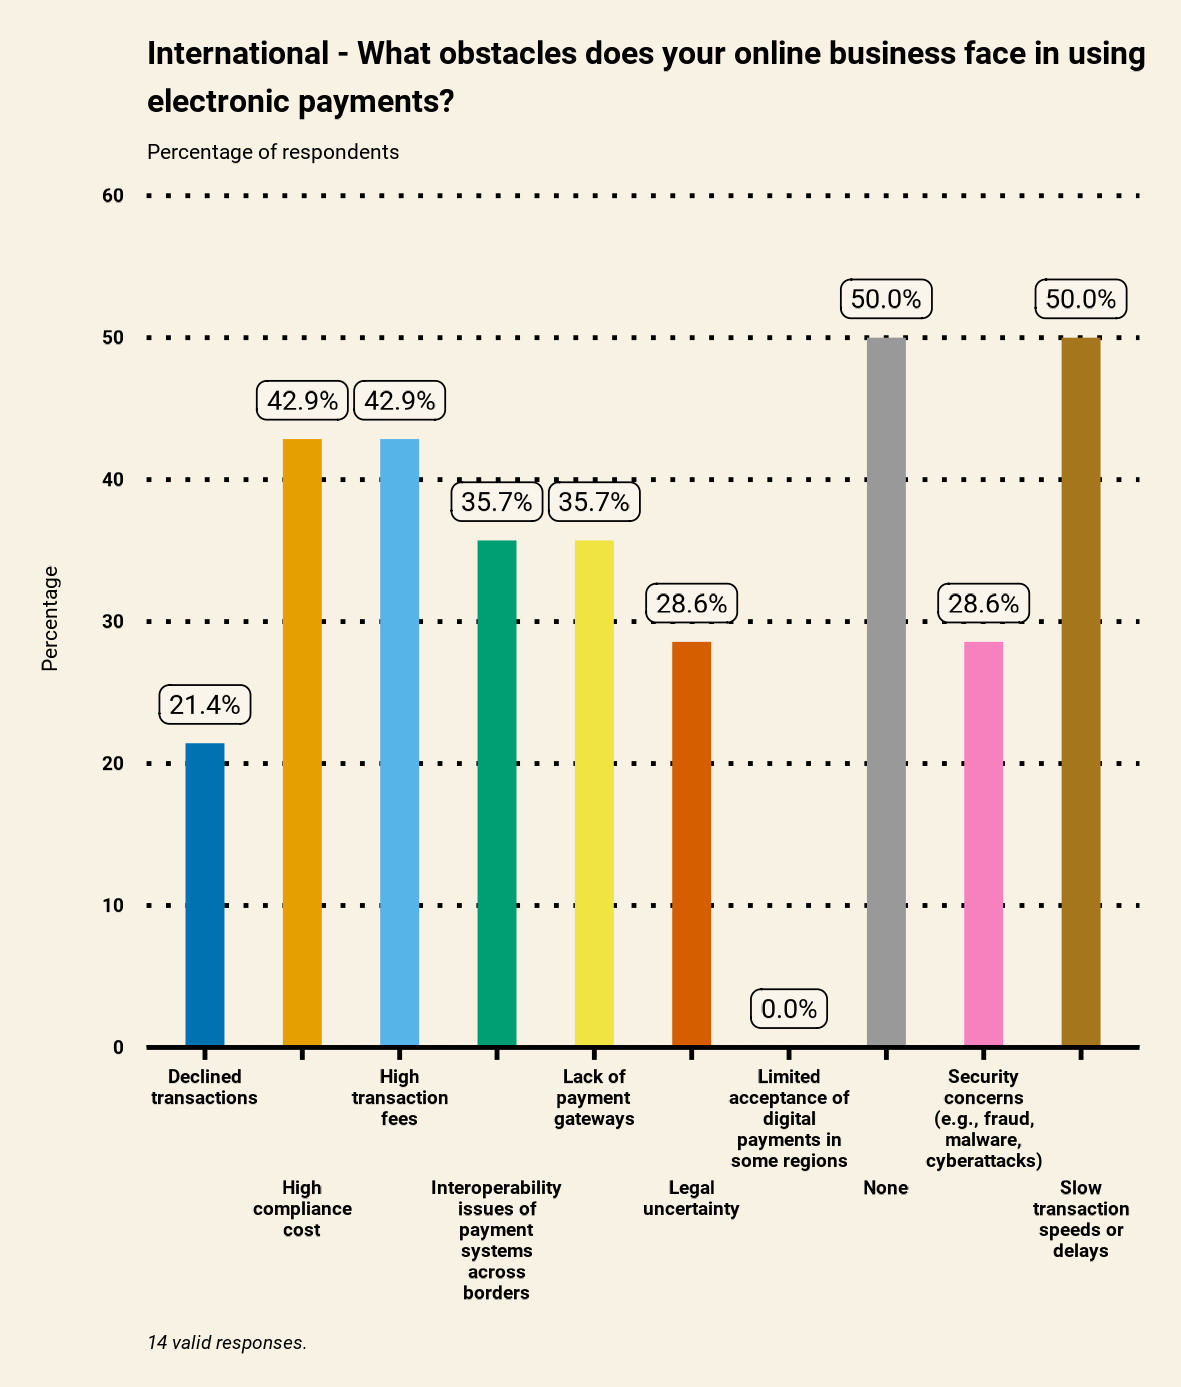 International - What obstacles does your online business face in using
electronic payments?
Percentage of respondents
60
50
40
30
20
10
0
Percentage
21.4%
42.9%
42.9%
35.7%
35.7%
28.6%
0.0%
50.0%
28.6%
50.0%
Declined
transactions
High
compliance
cost
High
transaction
fees
Interoperability
issues of
payment
systems
across
borders
Lack of
payment
gateways
Legal
uncertainty
Limited
acceptance of
digital
payments in
some regions
None
Security
concerns
(e.g., fraud,
malware,
cyberattacks)
Slow
transaction
speeds or
delays
14 valid responses.